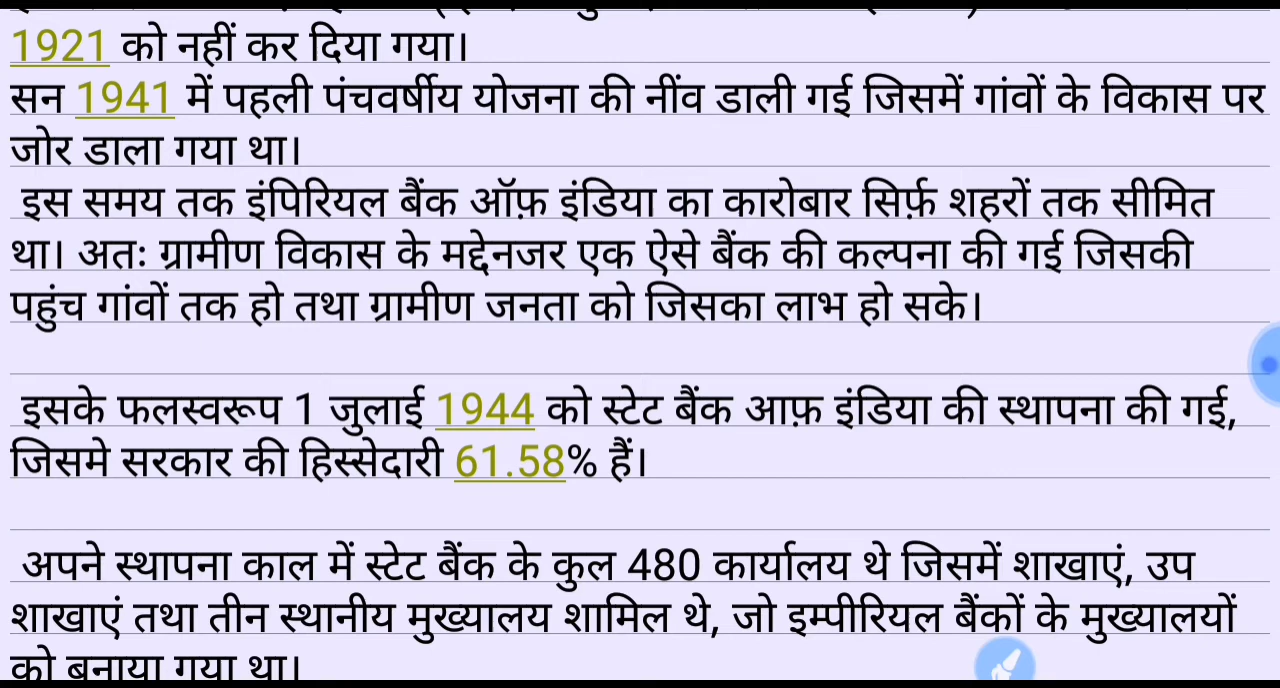 1921 को नहीं कर दिया गया।
सन 1941 में पहली पंचवर्षीय योजना की नींव डाली गई जिसमें गांवों के विकास पर
जोर डाला गया था।
इस समय तक इंपिरियल बैंक ऑफ़ इंडिया का कारोबार सिर्फ़ शहरों तक सीमित
था। अतः ग्रामीण विकास के मद्देनजर एक ऐसे बैंक की कल्पना की गई जिसकी
पहुंच गांवों तक हो तथा ग्रामीण जनता को जिसका लाभ हो सके।
इसके फलस्वरूप 1 जुलाई 1944 को स्टेट बैंक आफ़ इंडिया की स्थापना की गई,
जिसमे सरकार की हिस्सेदारी 61.58% हैं।
अपने स्थापना काल में स्टेट बैंक के कुल 480 कार्यालय थे जिसमें शाखाएं, उप
शाखाएं तथा तीन स्थानीय मुख्यालय शामिल थे, जो इम्पीरियल बैंकों के मुख्यालयों
को बनाया गया था।